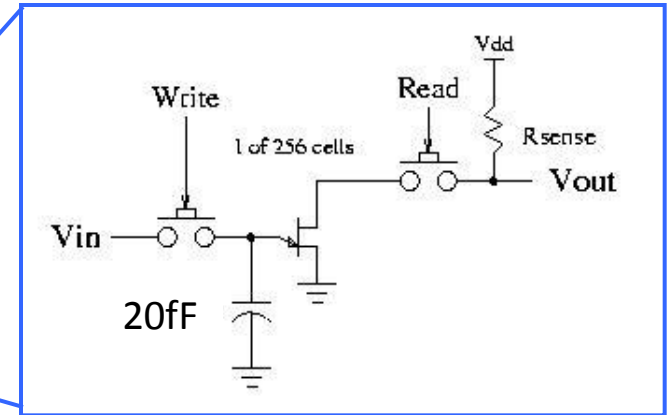 Vdd
Write
Read
1 of 256 cells
Rsense
Vin
Vout
20fF